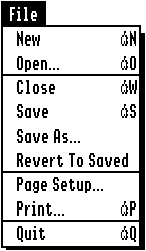 File
New N
Open... O
Close W
Save S
Save As...
Revert To Saved
Page Setup...
Print... P
Quit Q